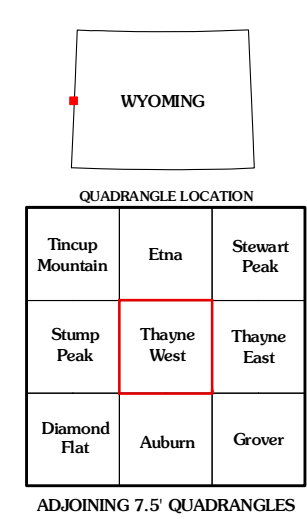 WYOMING
QUADRANGLE LOCATION
Tincup
Mountain
Etna
Stewart
Peak
Stump
Peak
Thayne
West
Thayne
East
Diamond
Flat
Auburn
Grover
ADJOINING 7.5' QUADRANGLES